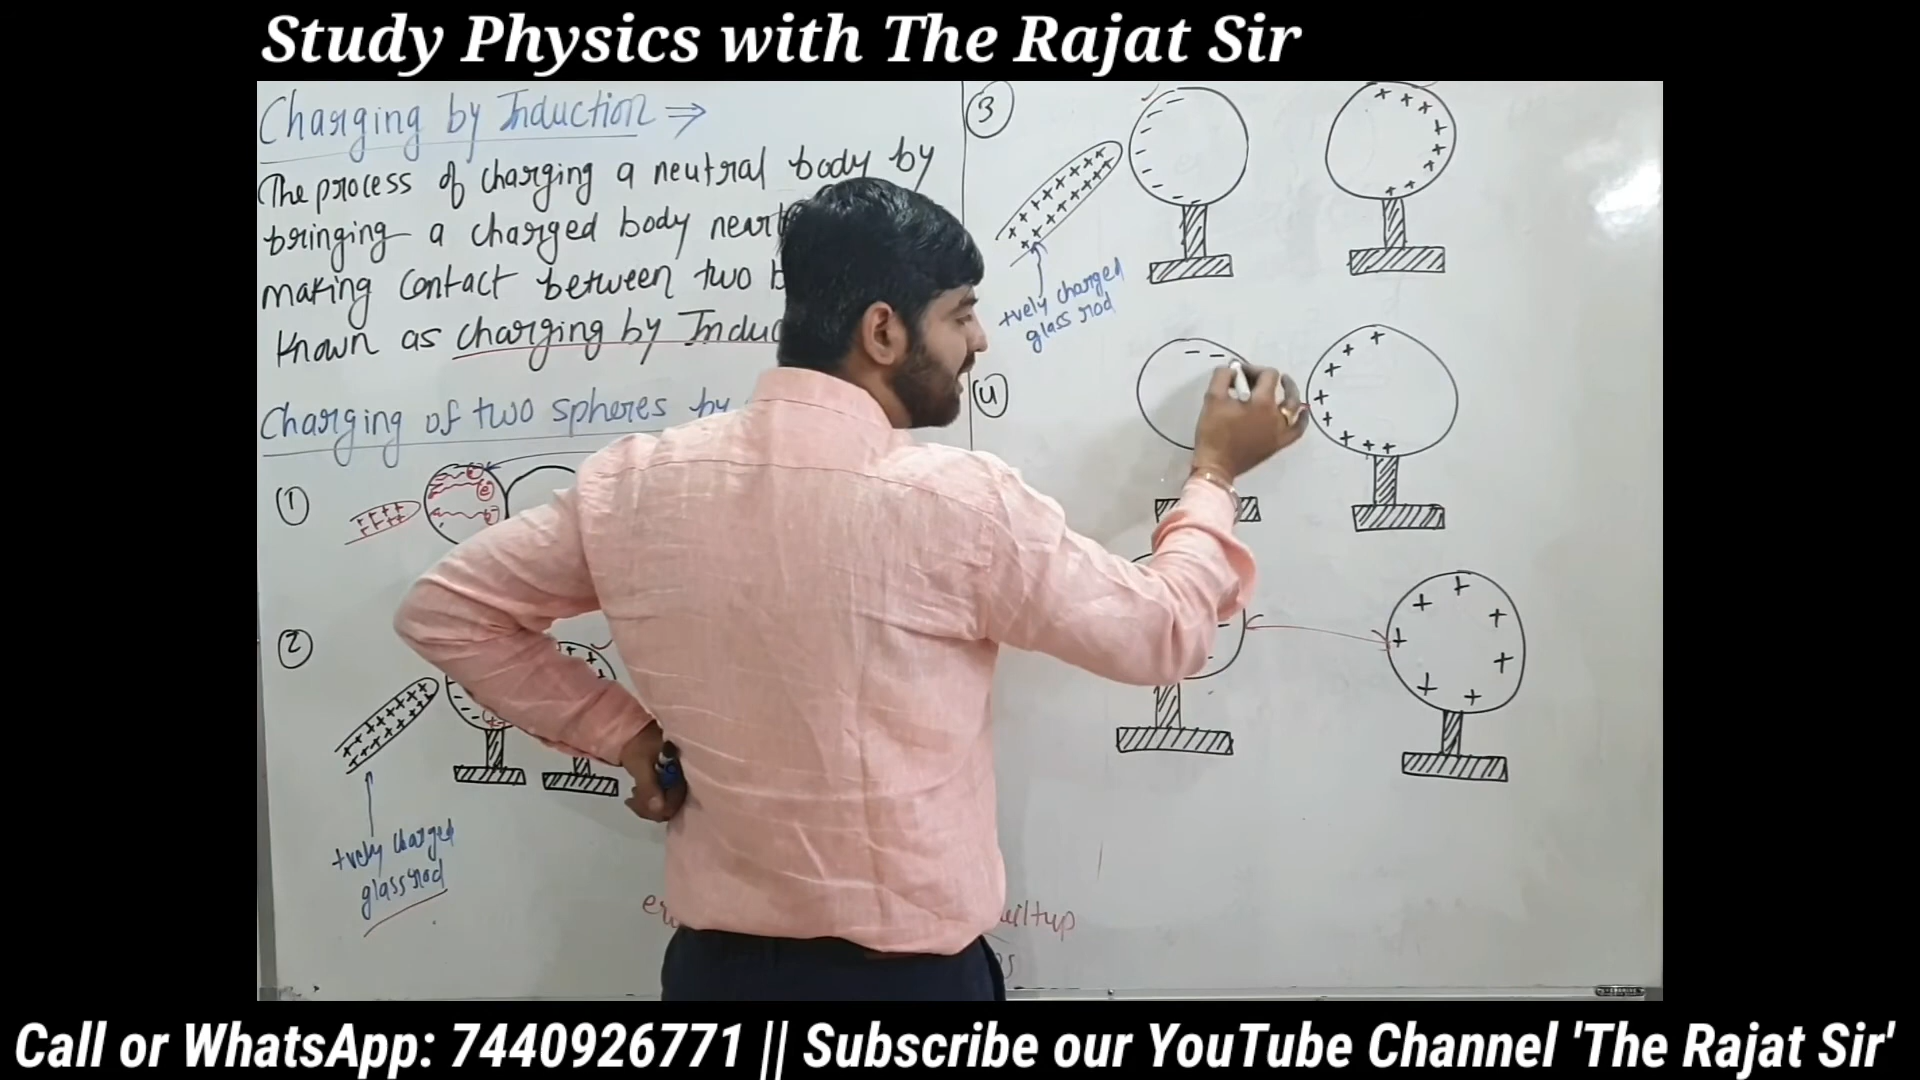 Study Physics with The Rajat Sir
Charging by Induction ⇒
The process of charging a neutral body by
bringing a charged body near
making contact between two
known as charging by Induc
Charging of two spheres by
1
e
e
e
2
+vely charged
glass rod
3
+vely charged
glass rod
4
Call or WhatsApp: 7440926771 || Subscribe our YouTube Channel 'The Rajat Sir'